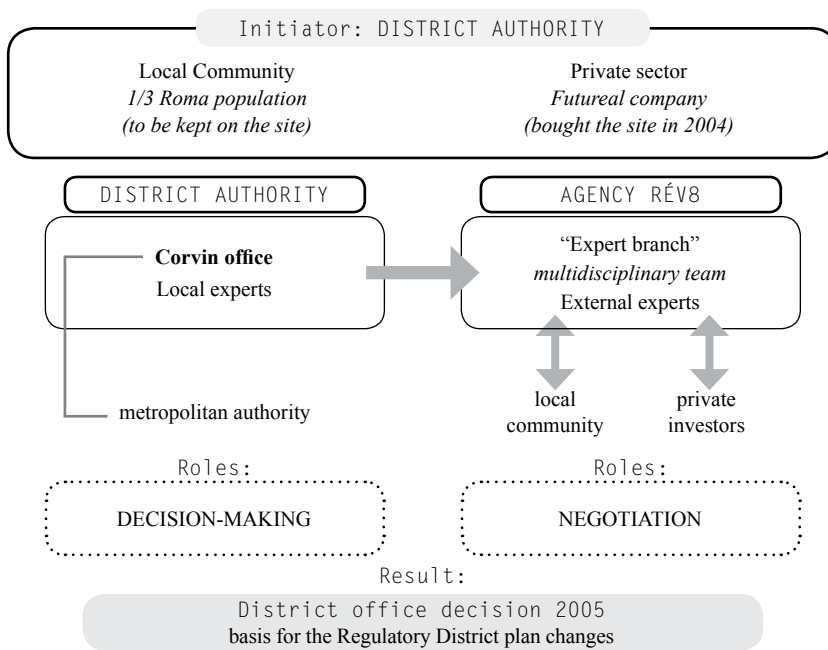 Initiator: DISTRICT AUTHORITY
Local Community
1/3 Roma population
(to be kept on the site)
Private sector
Futureal company
(bought the site in 2004)
DISTRICT AUTHORITY
Corvin office
Local experts
metropolitan authority
AGENCY RÉV8
“Expert branch”
multidisciplinary team
External experts
local
community
private
investors
Roles:
DECISION-MAKING
Roles:
NEGOTIATION
Result:
District office decision 2005
basis for the Regulatory District plan changes